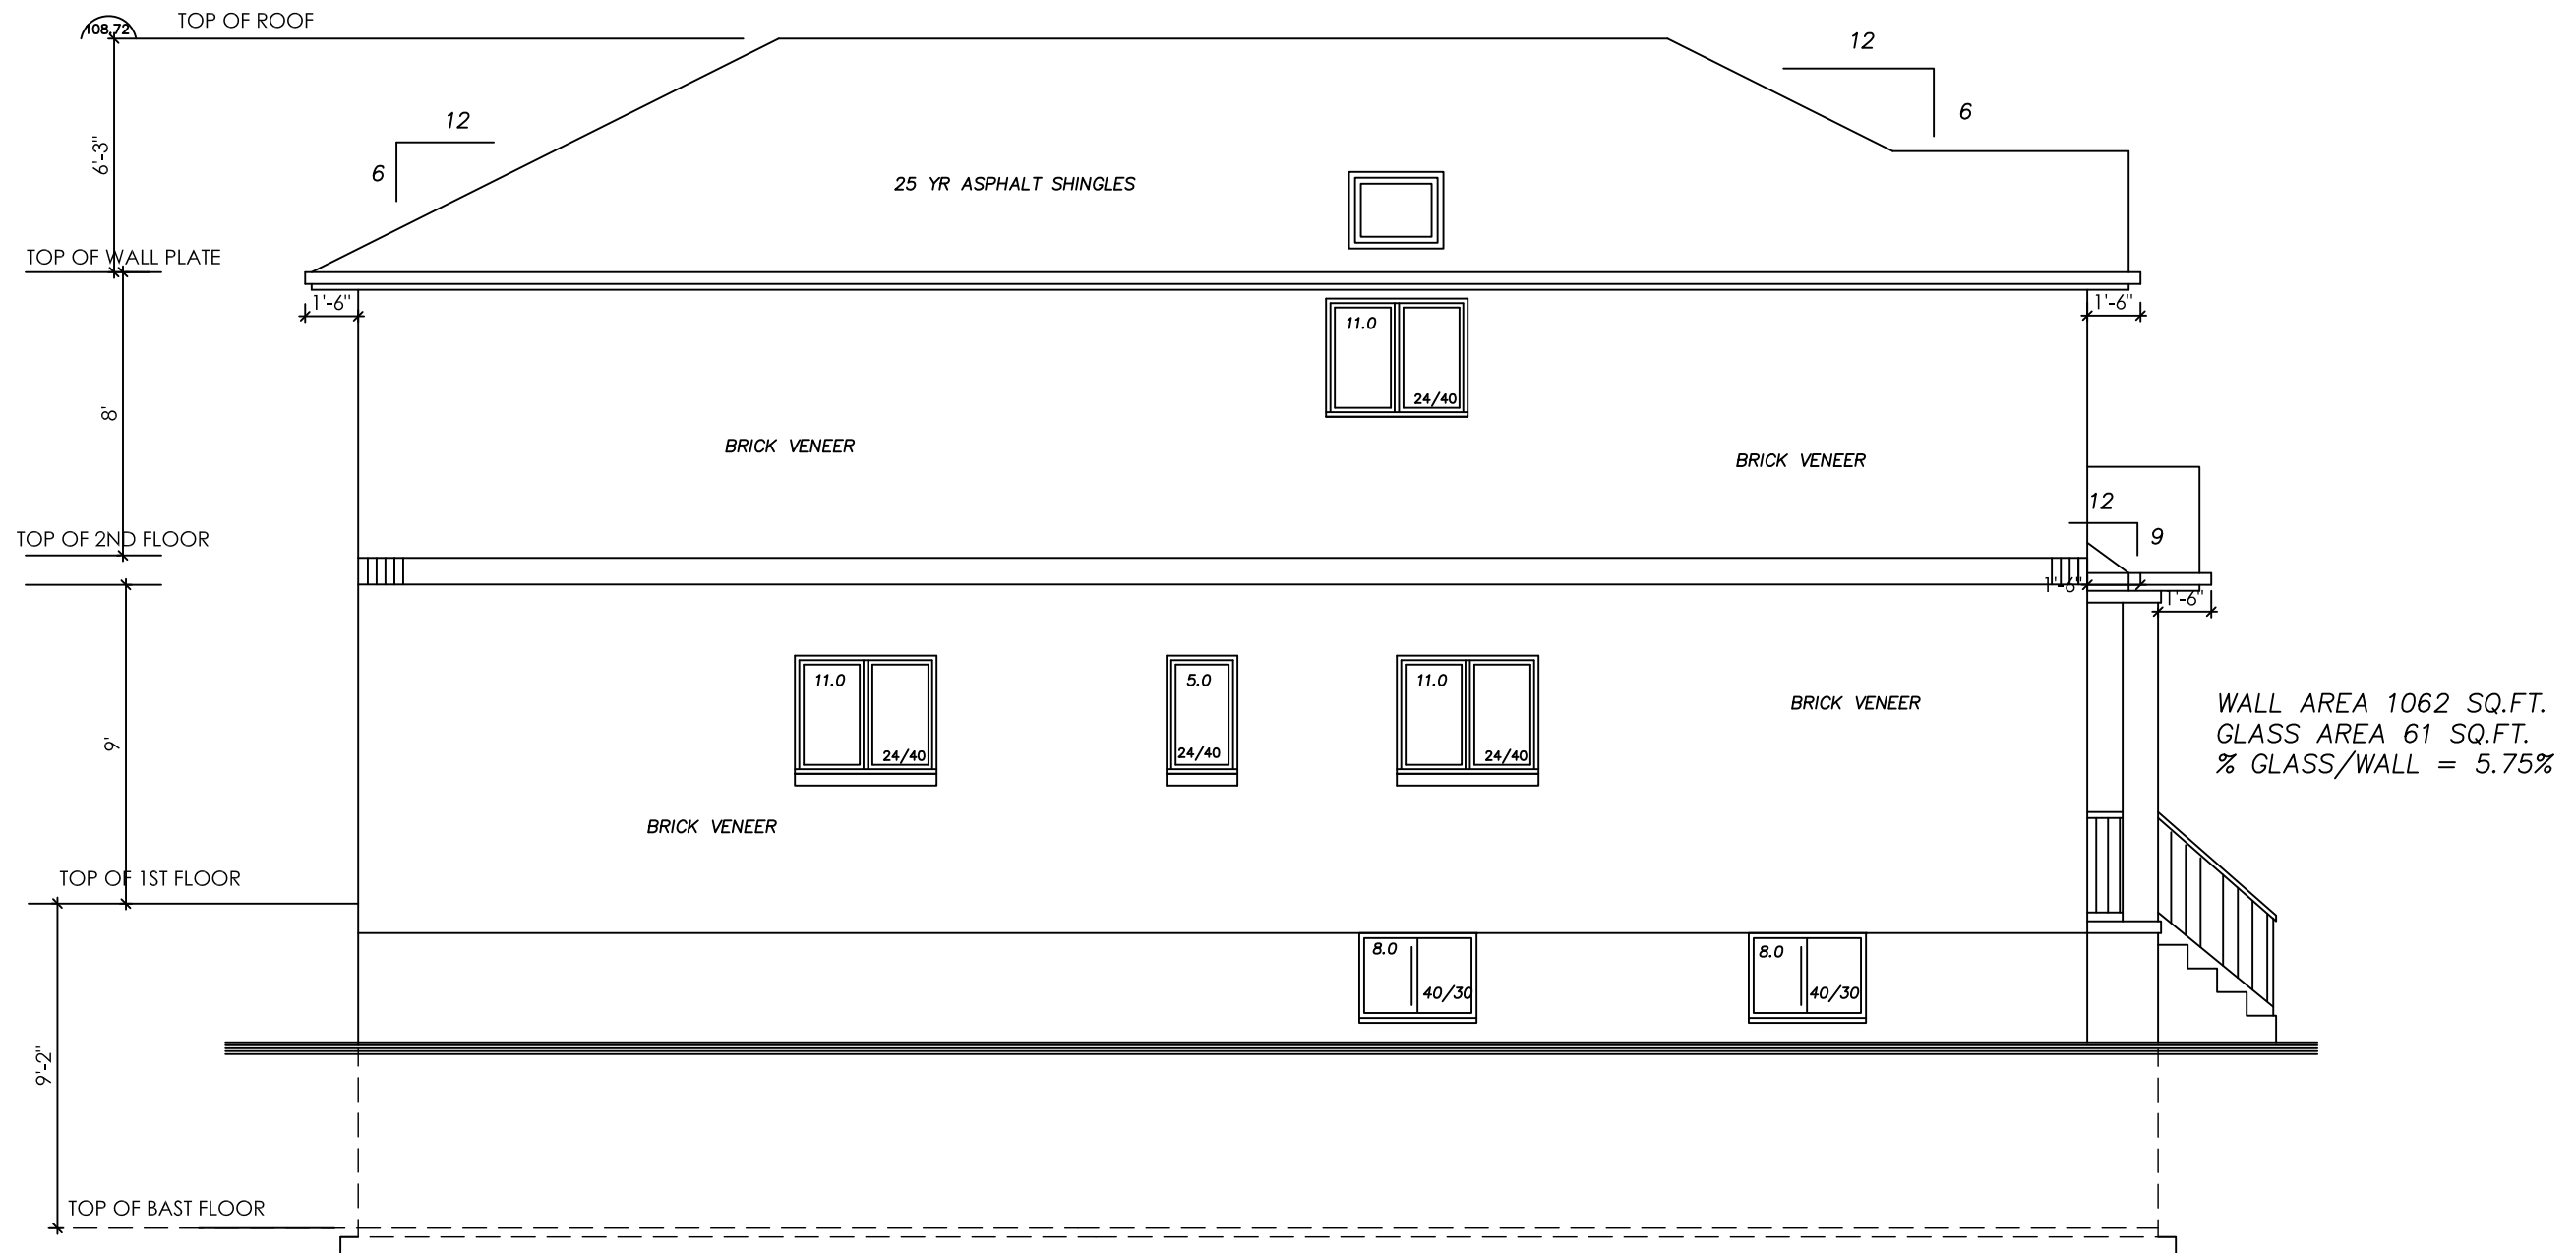 TOP OF ROOF
108.72
12
6
12
6
6'-3"
25 YR ASPHALT SHINGLES
TOP OF WALL PLATE
1'-6"
1'-6"
11.0
24/40
8'
BRICK VENEER
BRICK VENEER
12
9
TOP OF 2ND FLOOR
1'-6"
1'-6"
11.0
24/40
5.0
24/40
11.0
24/40
BRICK VENEER
WALL AREA 1062 SQ.FT.
GLASS AREA 61 SQ.FT.
% GLASS/WALL = 5.75%
9'
BRICK VENEER
TOP OF 1ST FLOOR
8.0
40/30
8.0
40/30
9'-2"
TOP OF BAST FLOOR